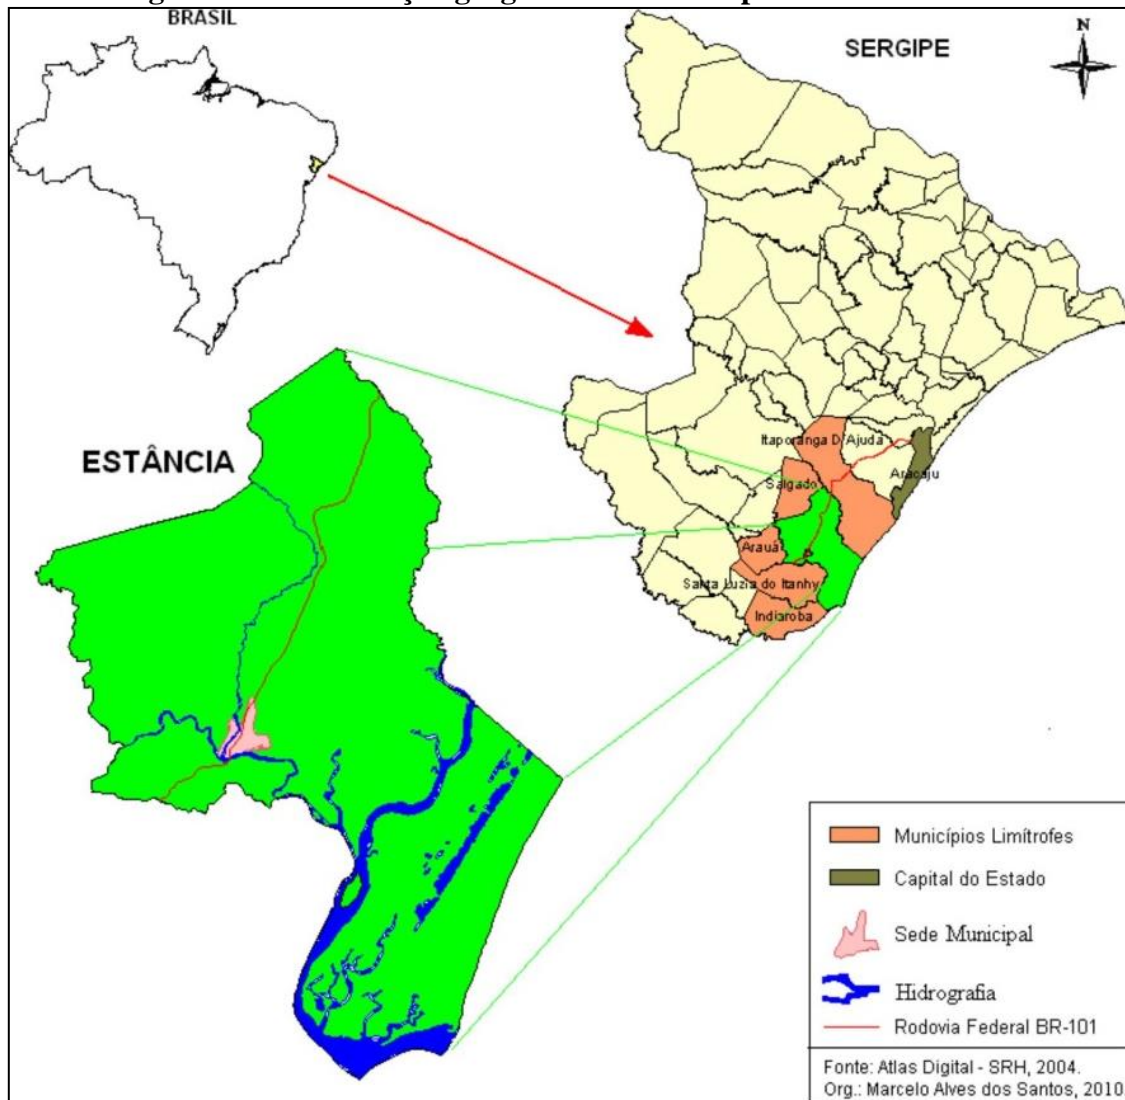 BRASIL
SERGIPE
N
ESTÂNCIA
Itaporanga D'Ajuda
Aracaju
Salgado
Arauá
Santa Luzia do Itanhy
Indiaroba
Municípios Limítrofes
Capital do Estado
Sede Municipal
Hidrografia
Rodovia Federal BR-101
Fonte: Atlas Digital - SRH, 2004.
Org.: Marcelo Alves dos Santos, 2010